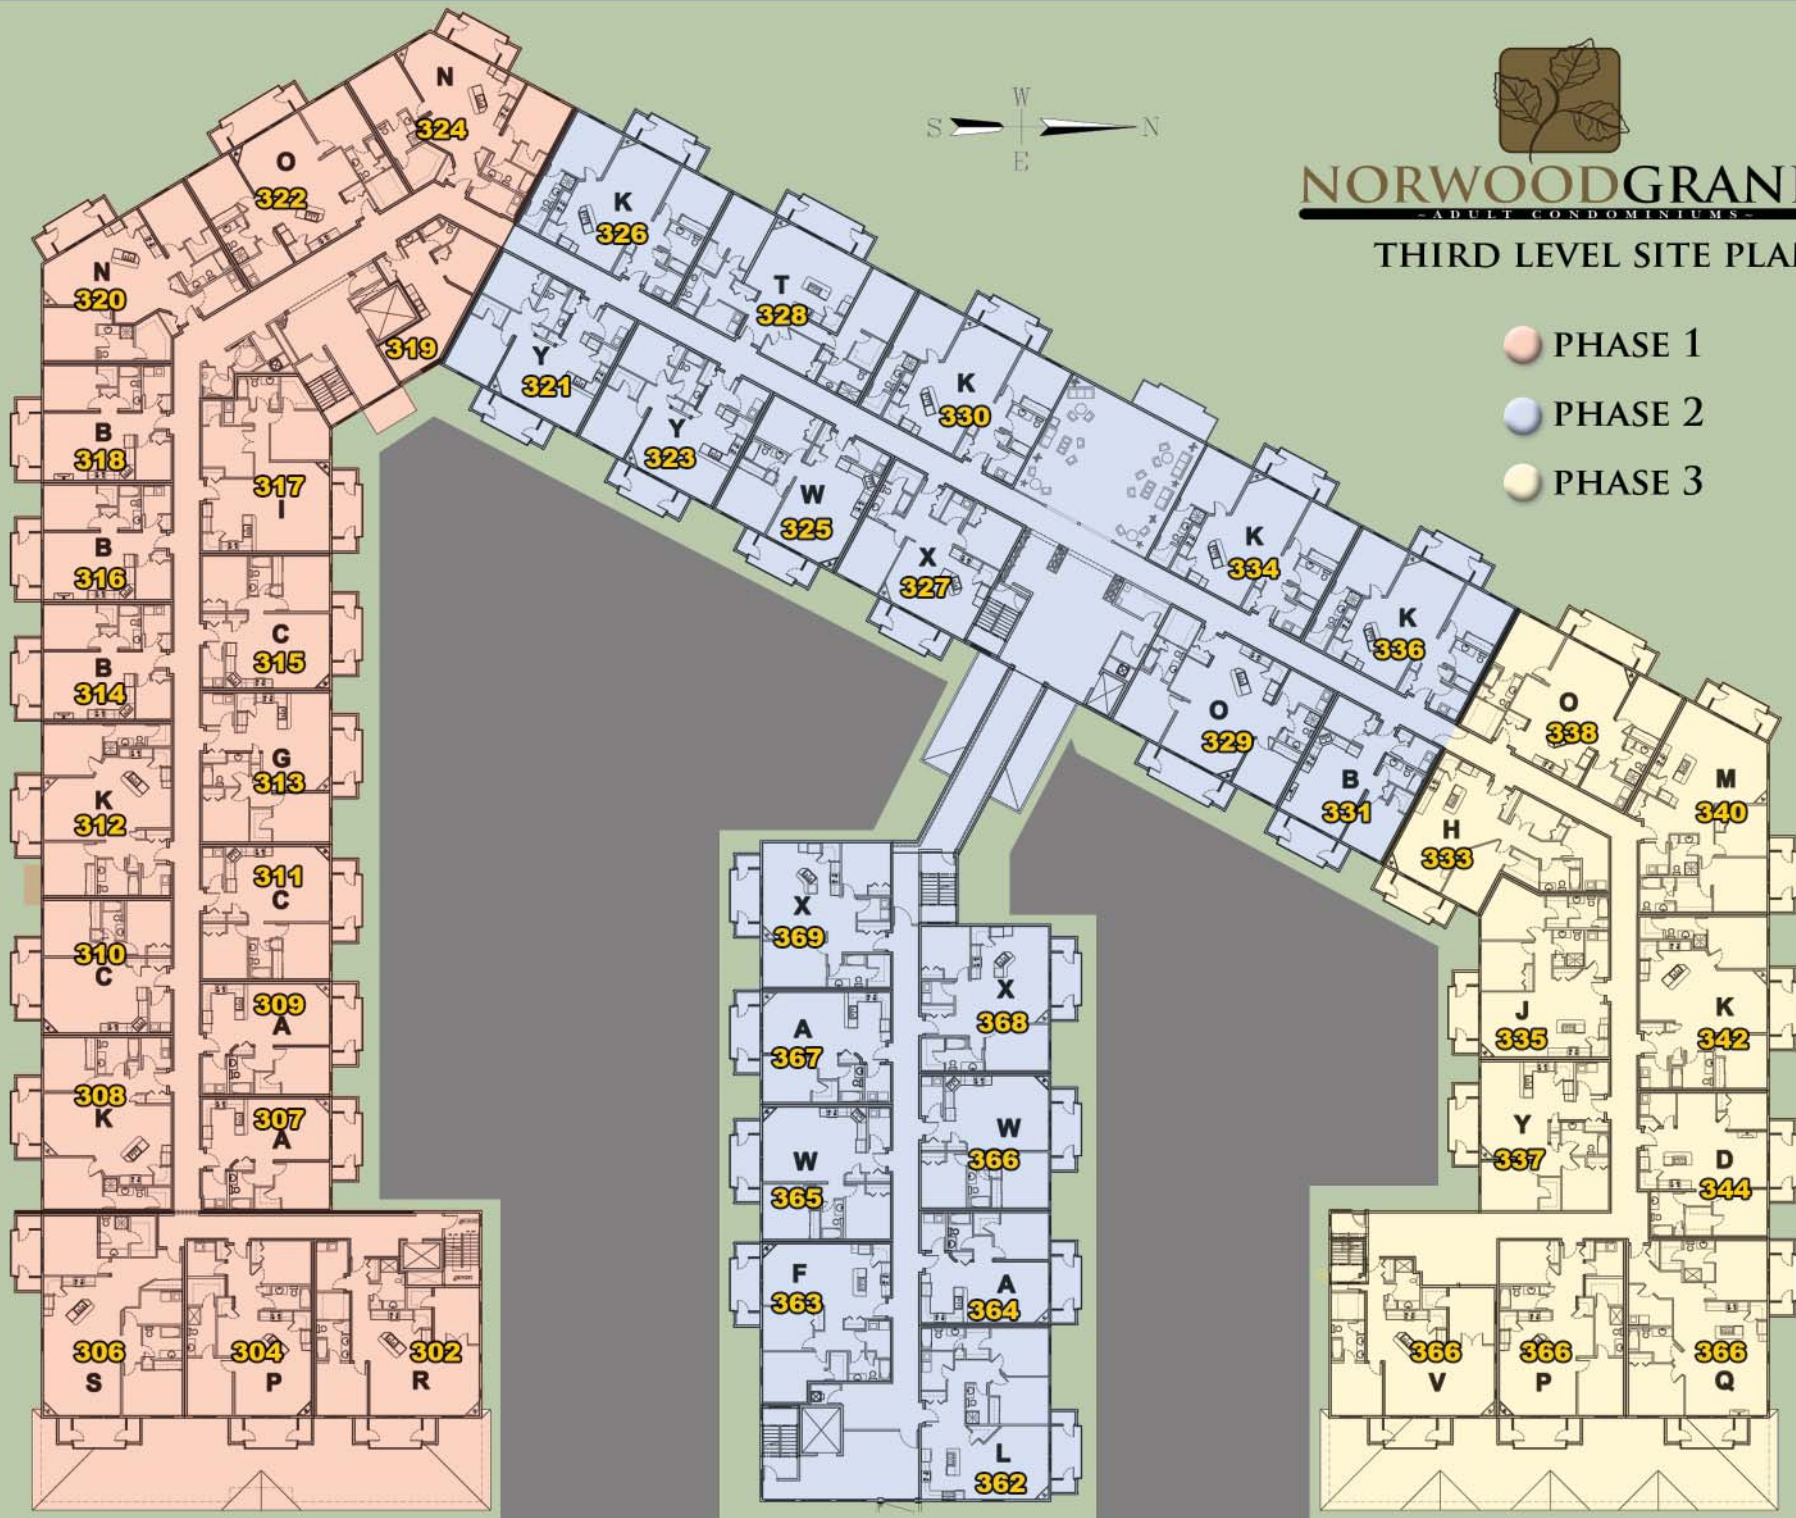 N
324
O
322
N
320
319
W
S N
E
NORWOODGRAN
~ADULT CONDOMINIUMS~
THIRD LEVEL SITE PLA
PHASE 1
PHASE 2
PHASE 3
K
326
T
328
K
330
K
334
K
336
Y
321
Y
323
W
325
X
327
O
329
B
331
B
318
B
316
B
314
K
312
310
C
308
K
317
I
C
315
G
313
311
C
309
A
307
A
306
S
304
P
302
R
X
369
A
367
W
365
F
363
X
368
W
366
A
364
L
362
O
338
M
340
H
333
J
335
Y
337
K
342
D
344
366
V
366
P
366
Q